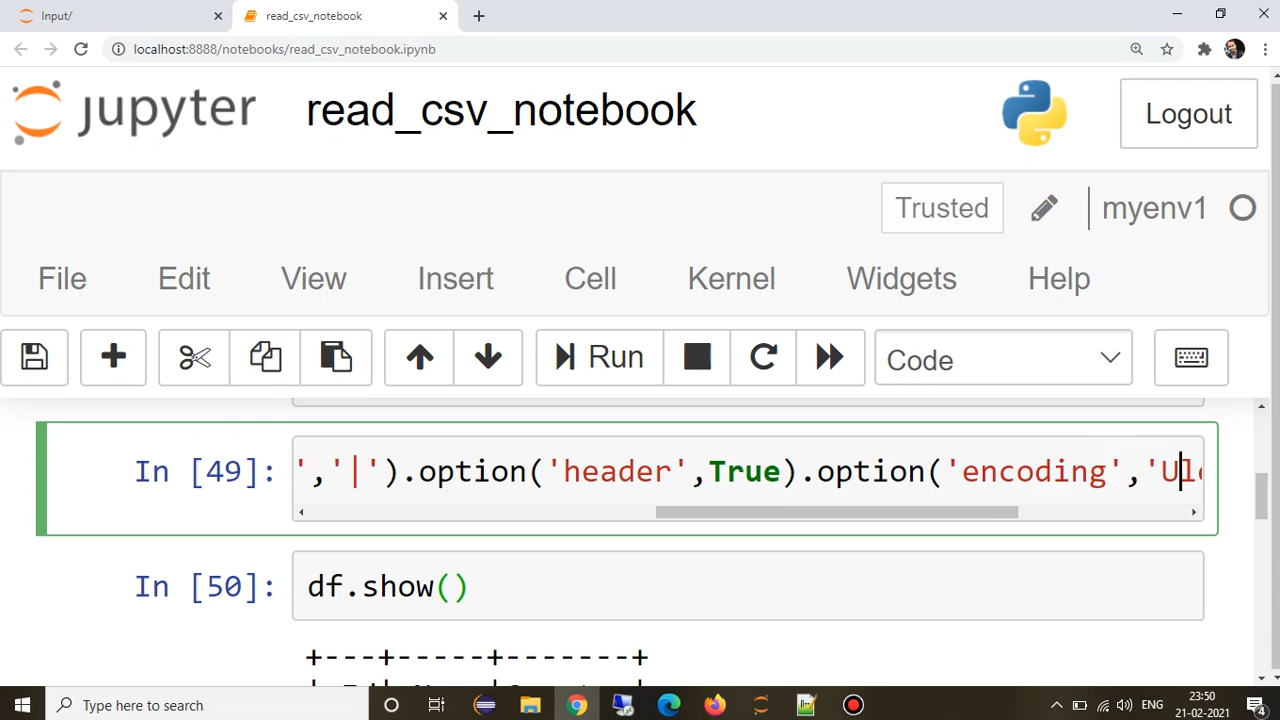 Input/
read_csv_notebook
localhost:8888/notebooks/read_csv_notebook.ipynb
jupyter
read_csv_notebook
Logout
Trusted
myenv1
File Edit View Insert Cell Kernel Widgets Help
Run
Code
In [49]: ','|').option('header',True).option('encoding','Ul
In [50]: df.show()
+---+-----+-------+
Type here to search
ENG
23:50
21-02-2021
4